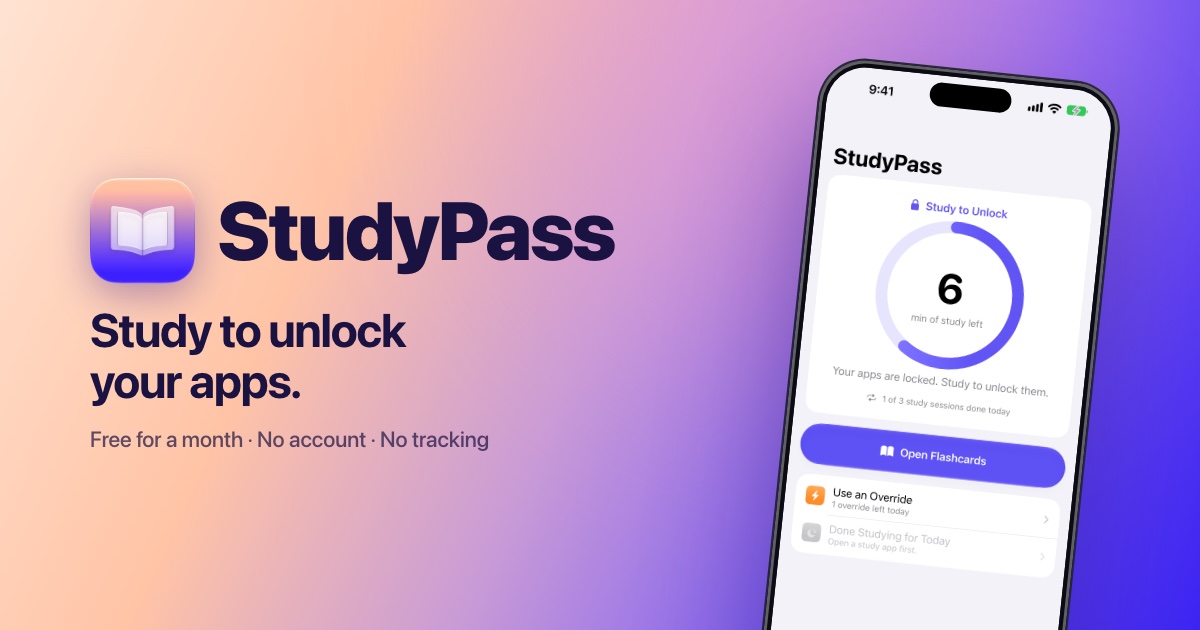 StudyPass
Study to unlock
your apps.
Free for a month · No account · No tracking
9:41
StudyPass
Study to Unlock
6
min of study left
Your apps are locked. Study to unlock them.
1 of 3 study sessions done today
Open Flashcards
Use an Override
1 override left today
Done Studying for Today
Open a study app first.